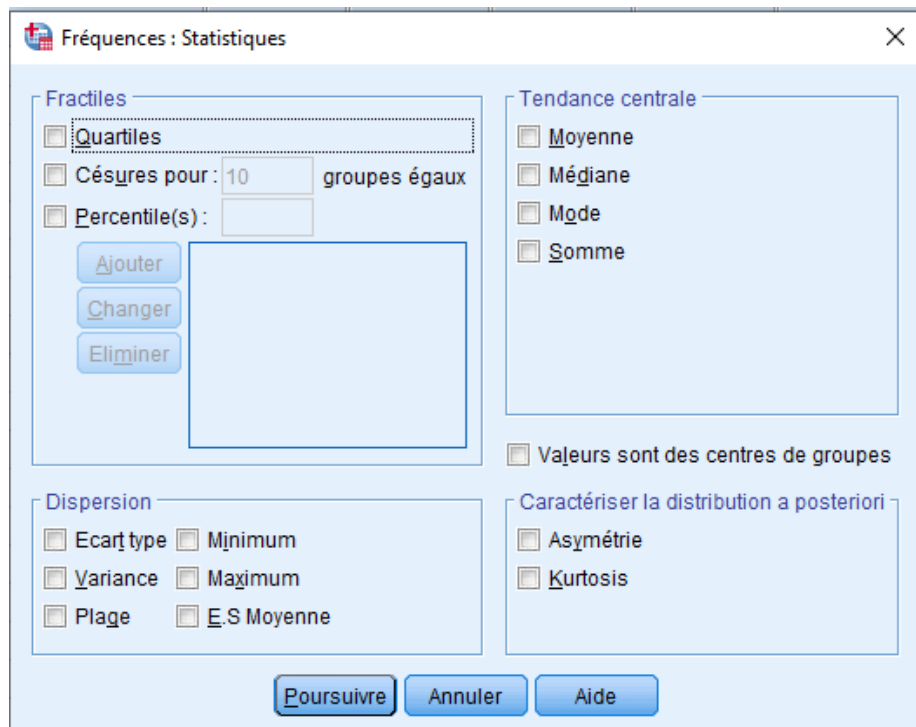 Fréquences : Statistiques
Fractiles
Quartiles
Césures pour : 10 groupes égaux
Percentile(s) :
Ajouter
Changer
Eliminer
Tendance centrale
Moyenne
Médiane
Mode
Somme
Valeurs sont des centres de groupes
Dispersion
Ecart type Minimum
Variance Maximum
Plage E.S Moyenne
Caractériser la distribution a posteriori
Asymétrie
Kurtosis
Poursuivre Annuler Aide